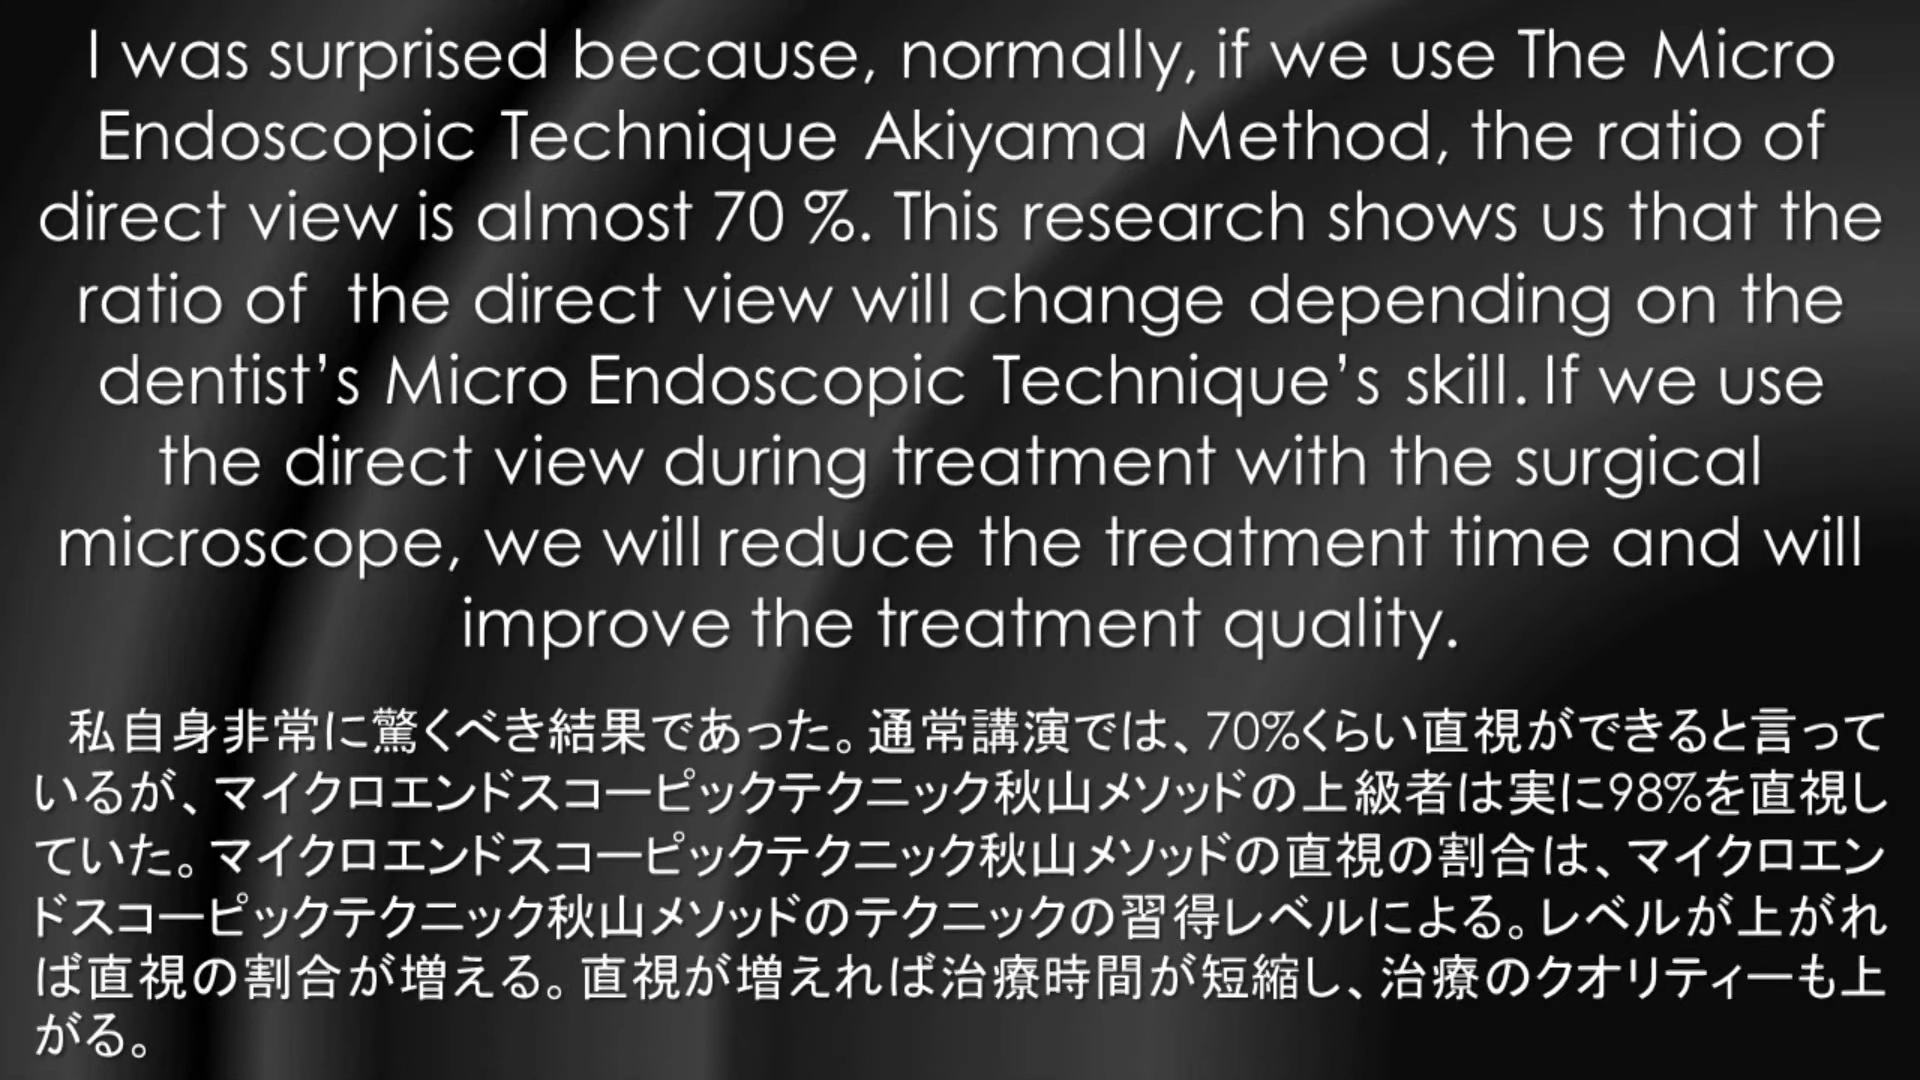 I was surprised because, normally, if we use The Micro
Endoscopic Technique Akiyama Method, the ratio of
direct view is almost 70 %. This research shows us that the
ratio of the direct view will change depending on the
dentist’s Micro Endoscopic Technique’s skill. If we use
the direct view during treatment with the surgical
microscope, we will reduce the treatment time and will
improve the treatment quality.
私自身非常に驚くべき結果であった。通常講演では、70%くらい直視ができると言って
いるが、マイクロエンドスコーピックテクニック秋山メソッドの上級者は実に98%を直視し
ていた。マイクロエンドスコーピックテクニック秋山メソッドの直視の割合は、マイクロエン
ドスコーピックテクニック秋山メソッドのテクニックの習得レベルによる。レベルが上がれ
ば直視の割合が増える。直視が増えれば治療時間が短縮し、治療のクオリティーも上
がる。